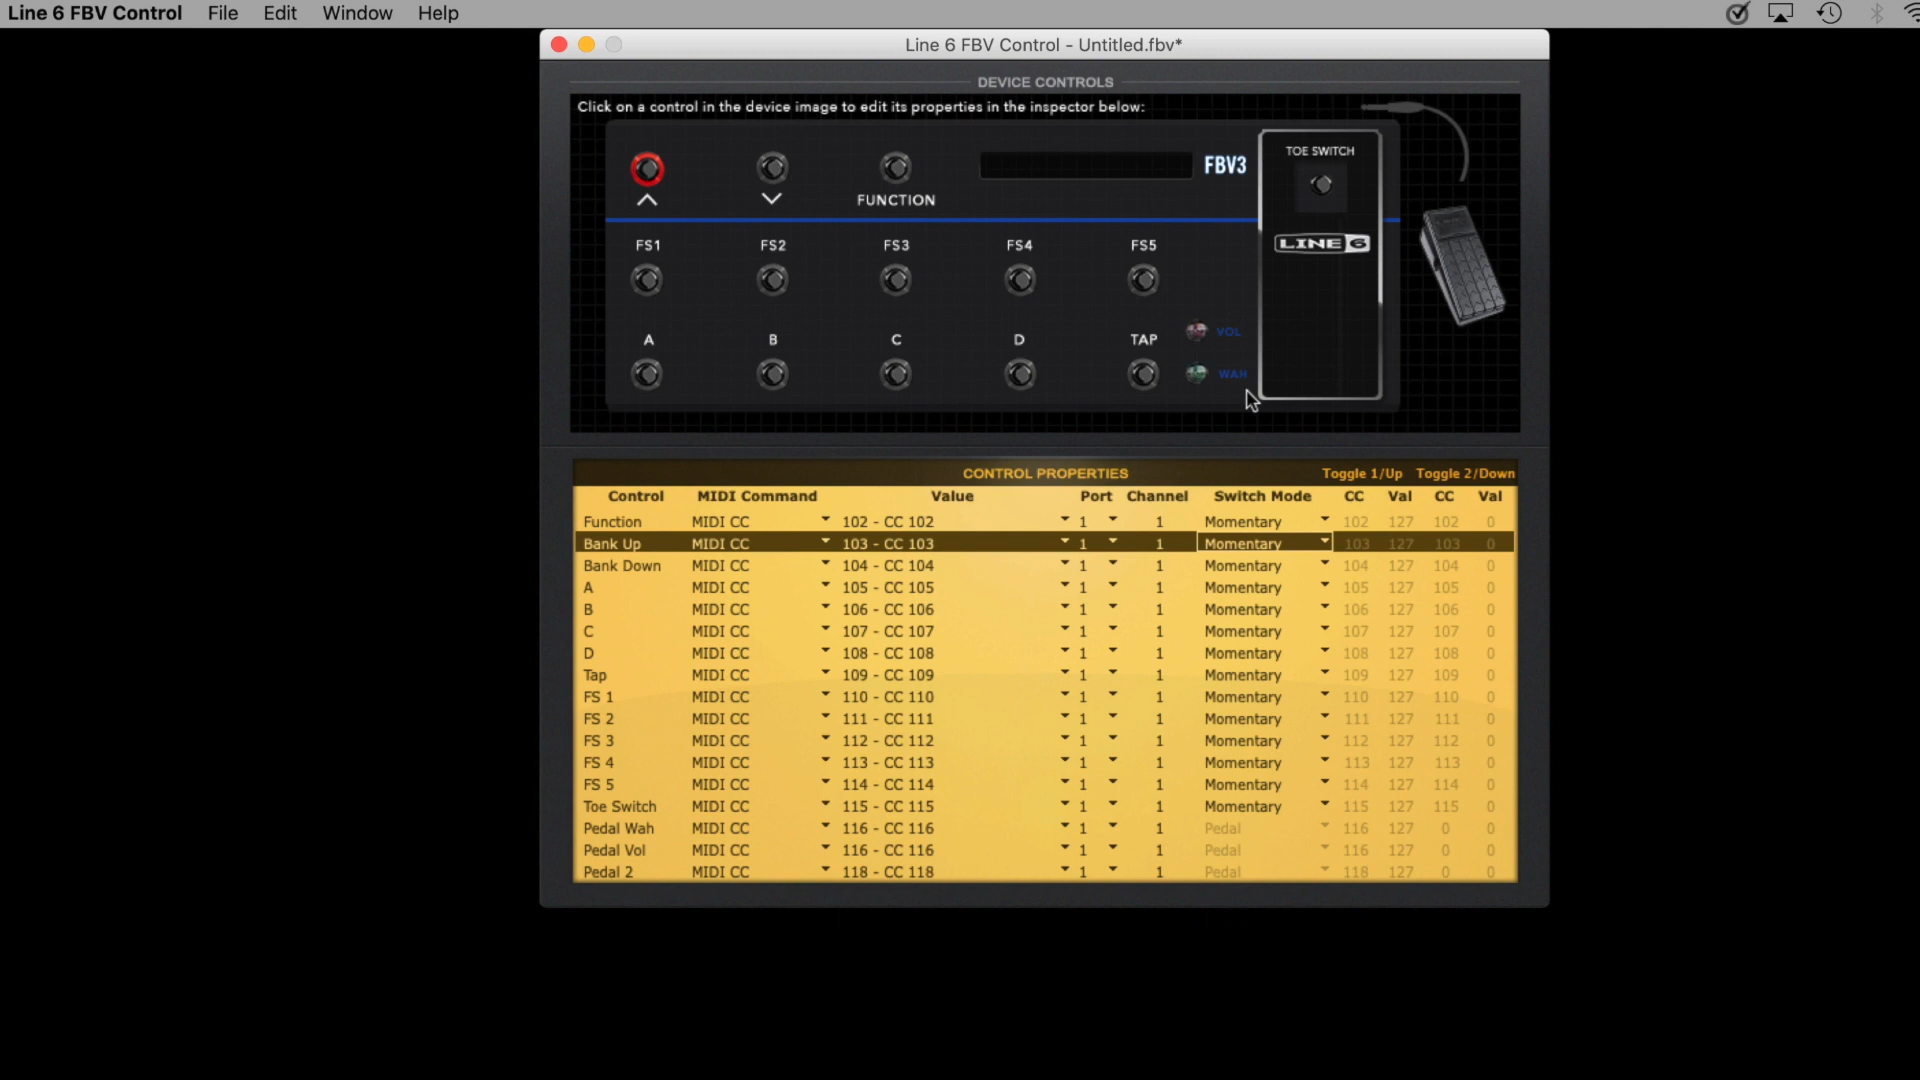 Line 6 FBV Control File Edit Window Help
Line 6 FBV Control - Untitled.fbv*
DEVICE CONTROLS
Click on a control in the device image to edit its properties in the inspector below:
FBV3
TOE SWITCH
FUNCTION
LINE 6
FS1 FS2 FS3 FS4 FS5
VOL
A B C D TAP
WAH
CONTROL PROPERTIES Toggle 1/Up Toggle 2/Down
Control MIDI Command Value Port Channel Switch Mode CC Val CC Val
Function MIDI CC 102 - CC 102 1 1 Momentary 102 127 102 0
Bank Up MIDI CC 103 - CC 103 1 1 Momentary 103 127 103 0
Bank Down MIDI CC 104 - CC 104 1 1 Momentary 104 127 104 0
A MIDI CC 105 - CC 105 1 1 Momentary 105 127 105 0
B MIDI CC 106 - CC 106 1 1 Momentary 106 127 106 0
C MIDI CC 107 - CC 107 1 1 Momentary 107 127 107 0
D MIDI CC 108 - CC 108 1 1 Momentary 108 127 108 0
Tap MIDI CC 109 - CC 109 1 1 Momentary 109 127 109 0
FS 1 MIDI CC 110 - CC 110 1 1 Momentary 110 127 110 0
FS 2 MIDI CC 111 - CC 111 1 1 Momentary 111 127 111 0
FS 3 MIDI CC 112 - CC 112 1 1 Momentary 112 127 112 0
FS 4 MIDI CC 113 - CC 113 1 1 Momentary 113 127 113 0
FS 5 MIDI CC 114 - CC 114 1 1 Momentary 114 127 114 0
Toe Switch MIDI CC 115 - CC 115 1 1 Momentary 115 127 115 0
Pedal Wah MIDI CC 116 - CC 116 1 1 Pedal 116 127 0 0
Pedal Vol MIDI CC 116 - CC 116 1 1 Pedal 116 127 0 0
Pedal 2 MIDI CC 118 - CC 118 1 1 Pedal 118 127 0 0